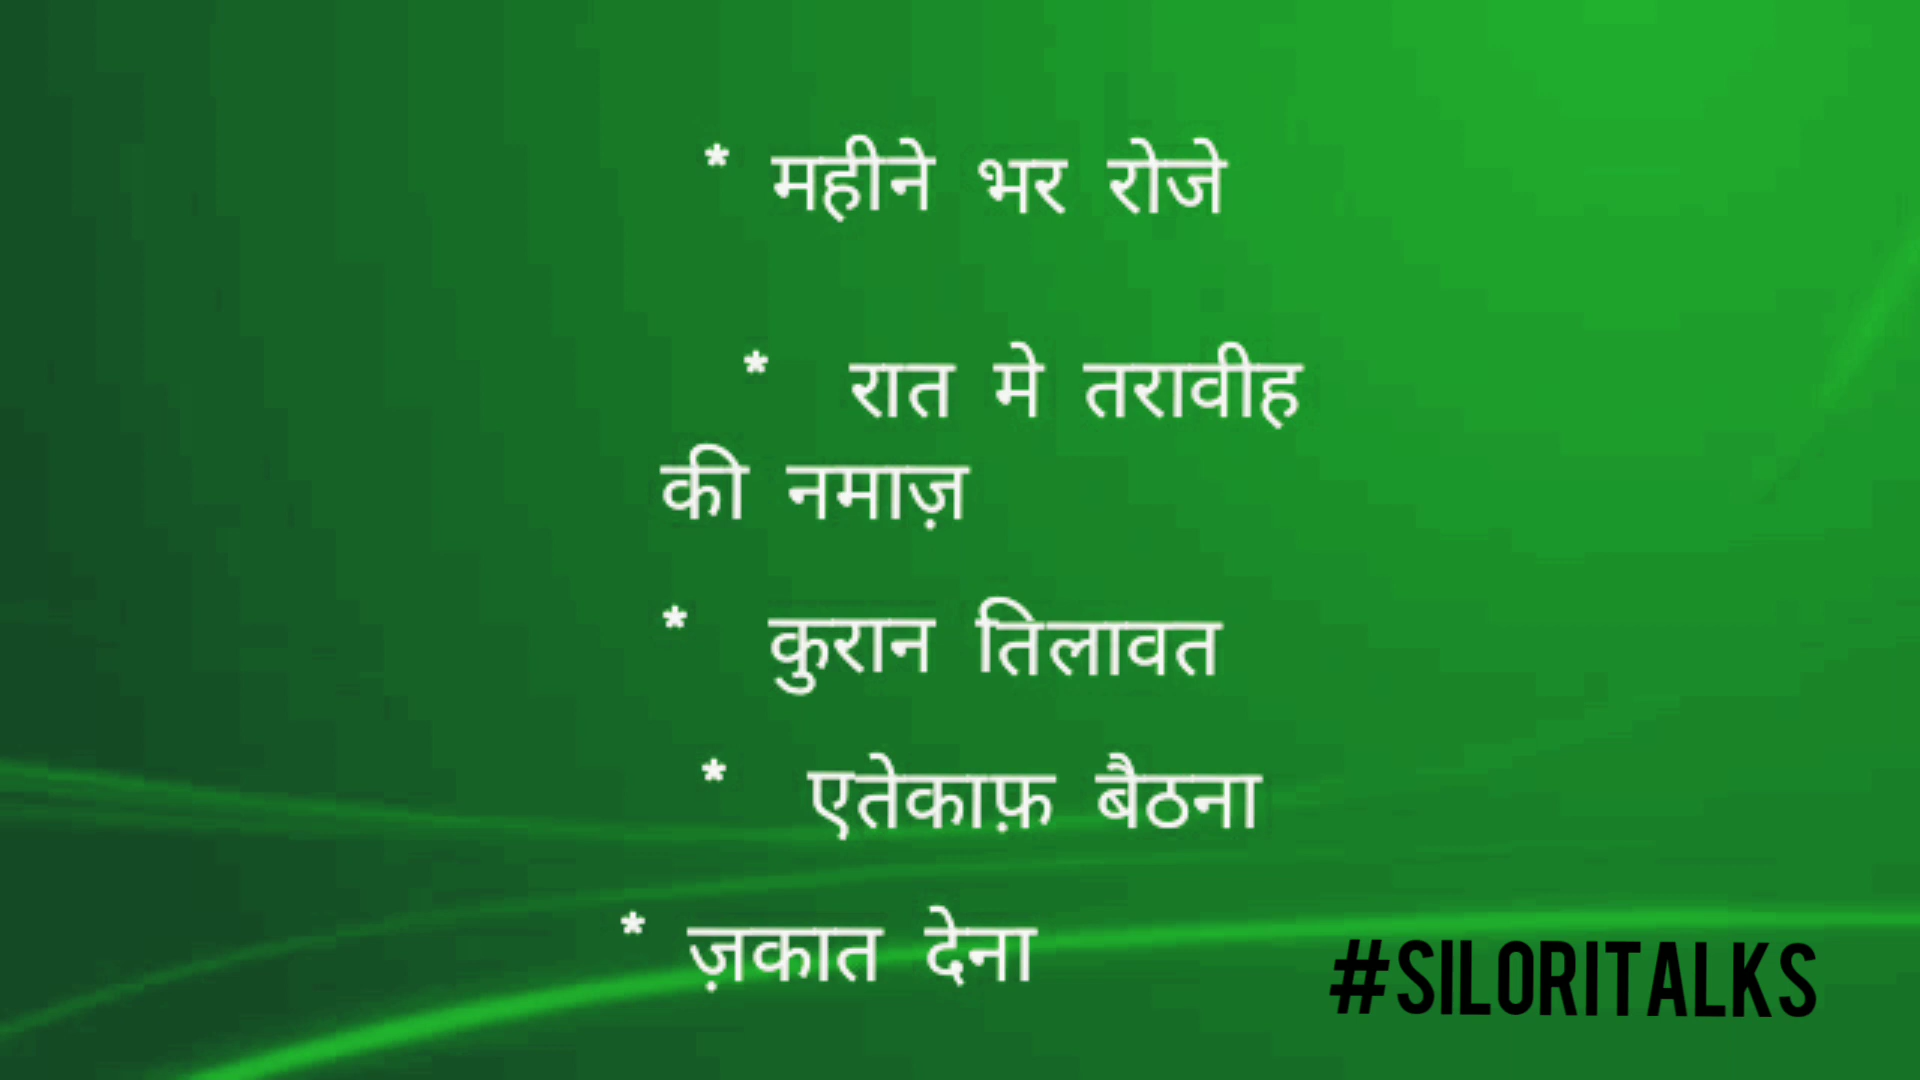 * महीने भर रोजे
* रात मे तरावीह
की नमाज़
* कुरान तिलावत
* एतेकाफ़ बैठना
* ज़कात देना
#SILORITALKS